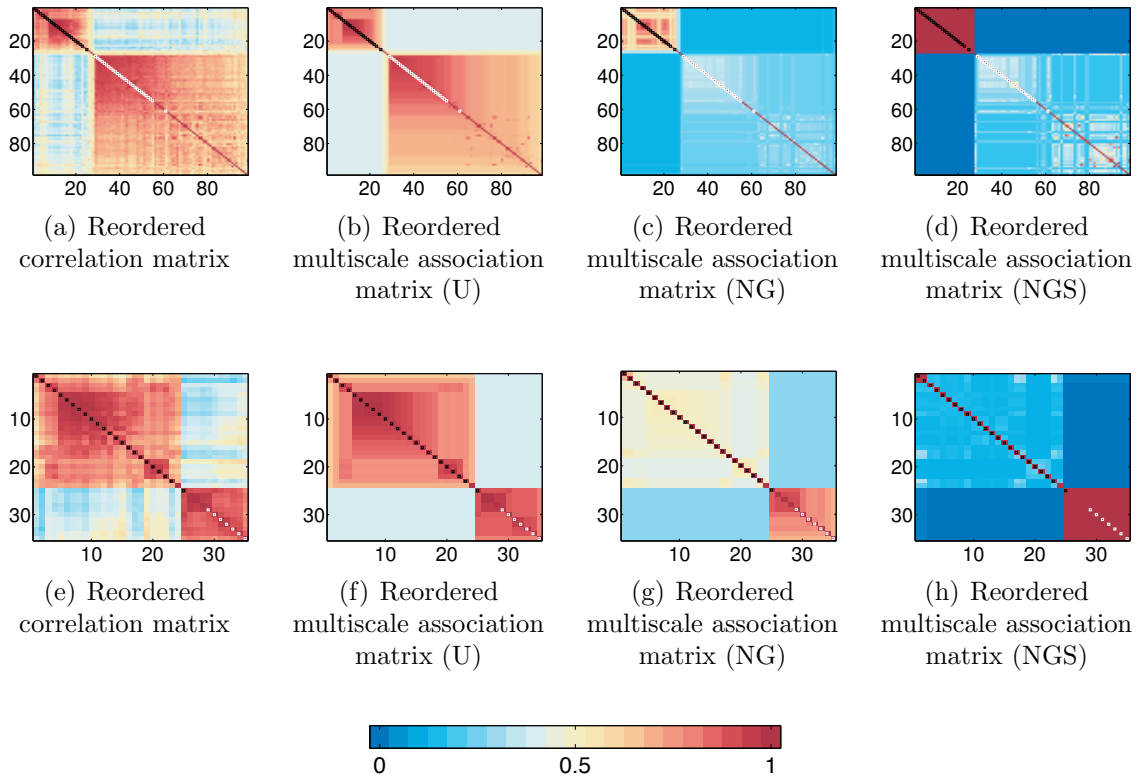 20
40
60
80
20 40 60 80
20
40
60
80
20 40 60 80
20
40
60
80
20 40 60 80
20
40
60
80
20 40 60 80
(a) Reordered
correlation matrix
(b) Reordered
multiscale association
matrix (U)
(c) Reordered
multiscale association
matrix (NG)
(d) Reordered
multiscale association
matrix (NGS)
10
20
30
10 20 30
10
20
30
10 20 30
10
20
30
10 20 30
10
20
30
10 20 30
(e) Reordered
correlation matrix
(f) Reordered
multiscale association
matrix (U)
(g) Reordered
multiscale association
matrix (NG)
(h) Reordered
multiscale association
matrix (NGS)
0 0.5 1